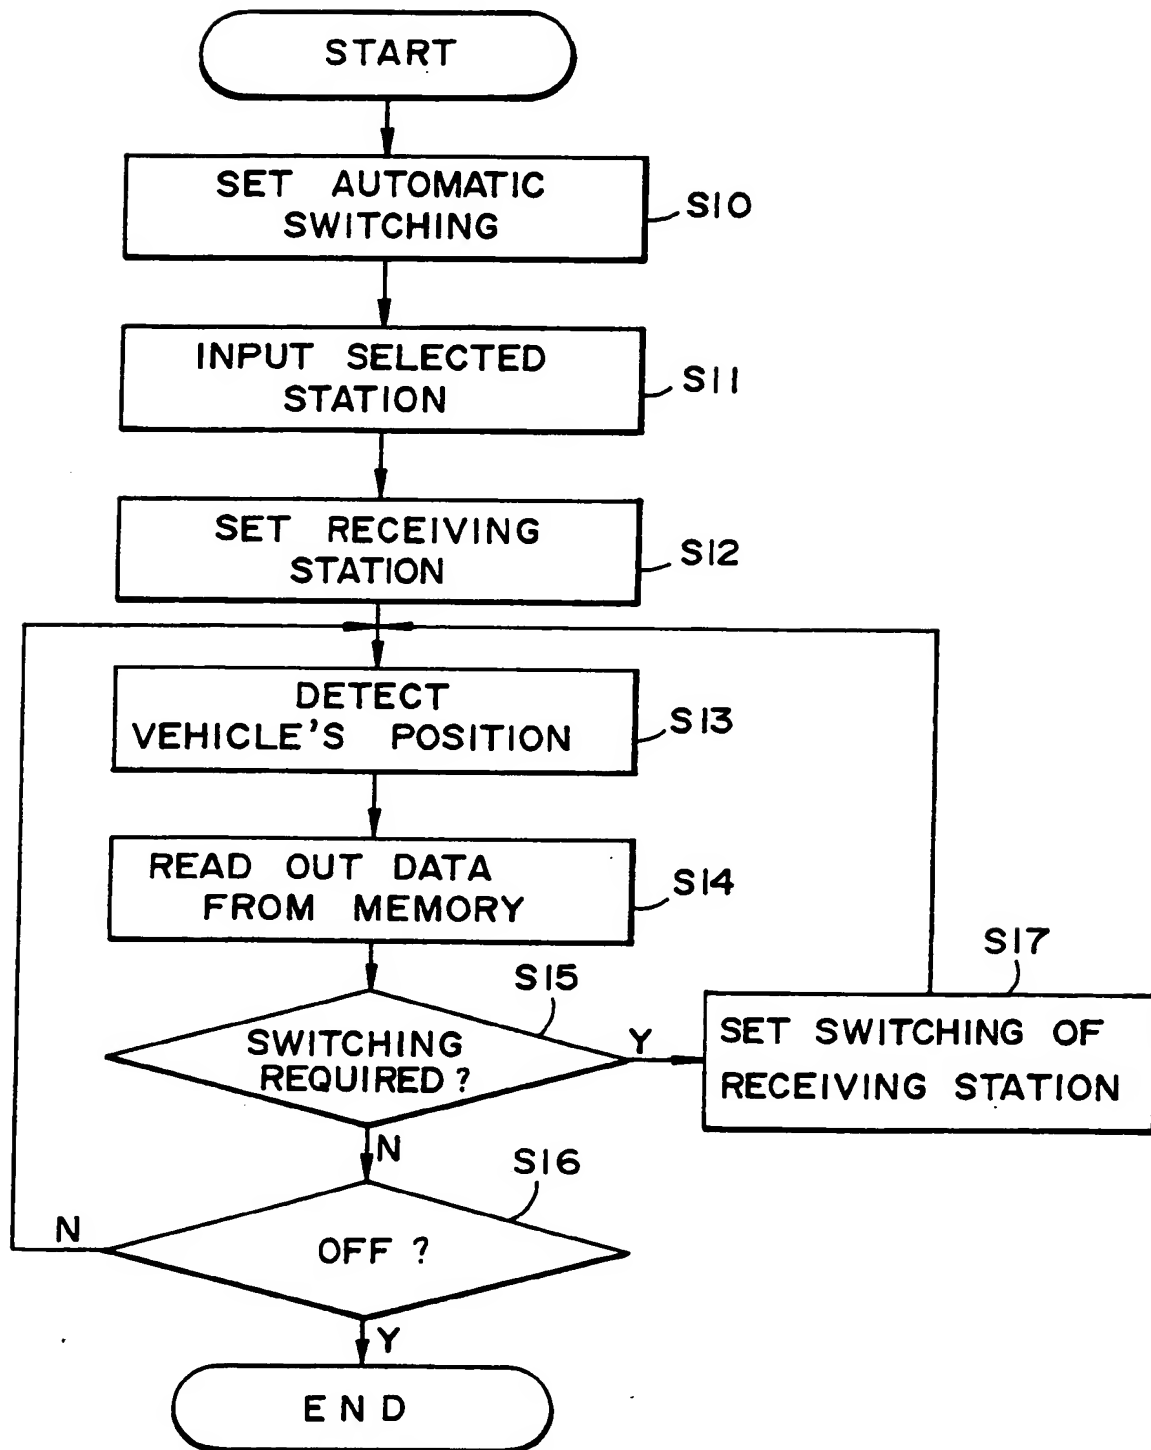 START
SET AUTOMATIC
SWITCHING
S10
INPUT SELECTED
STATION
S11
SET RECEIVING
STATION
S12
DETECT
VEHICLE'S POSITION
S13
READ OUT DATA
FROM MEMORY
S14
SWITCHING
REQUIRED?
S15
Y
S17
SET SWITCHING OF
RECEIVING STATION
N
S16
OFF?
N
Y
END